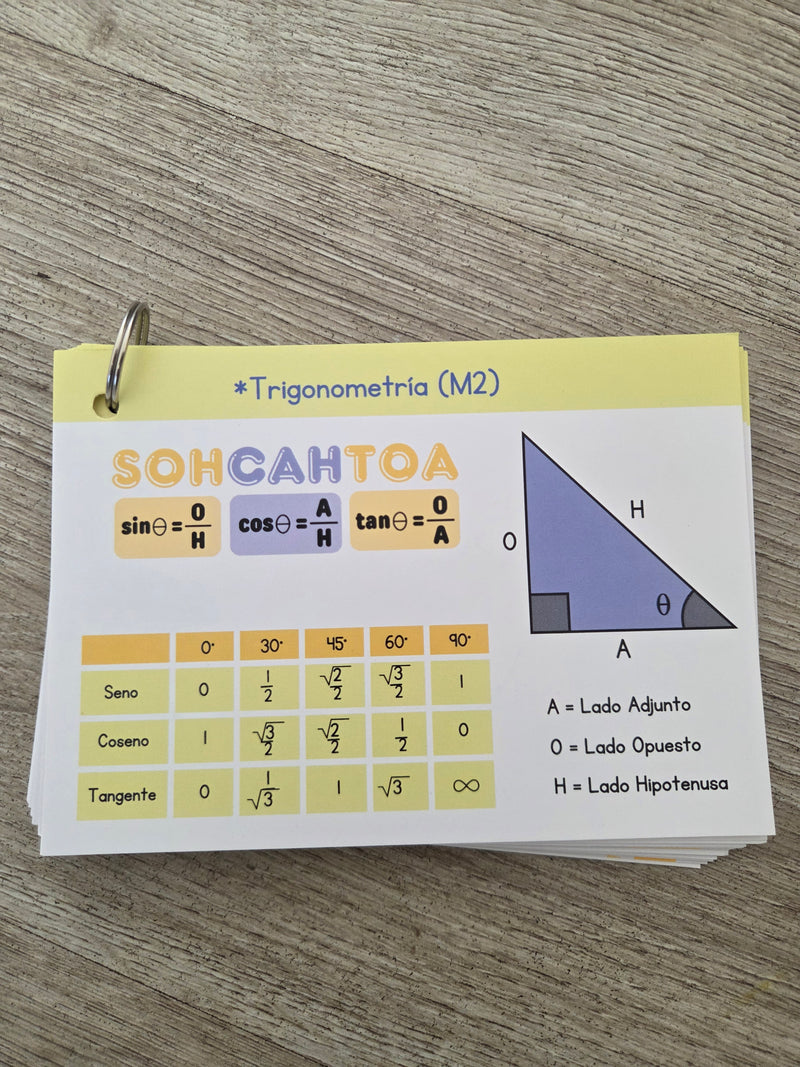 *Trigonometría (M2)
SOHCAHTOA
sinθ = O/H cosθ = A/H tanθ = O/A
0° 30° 45° 60° 90°
Seno 0 1/2 √2/2 √3/2 1
Coseno 1 √3/2 √2/2 1/2 0
Tangente 0 1/√3 1 √3 ∞
H
O
θ
A
A = Lado Adjunto
O = Lado Opuesto
H = Lado Hipotenusa